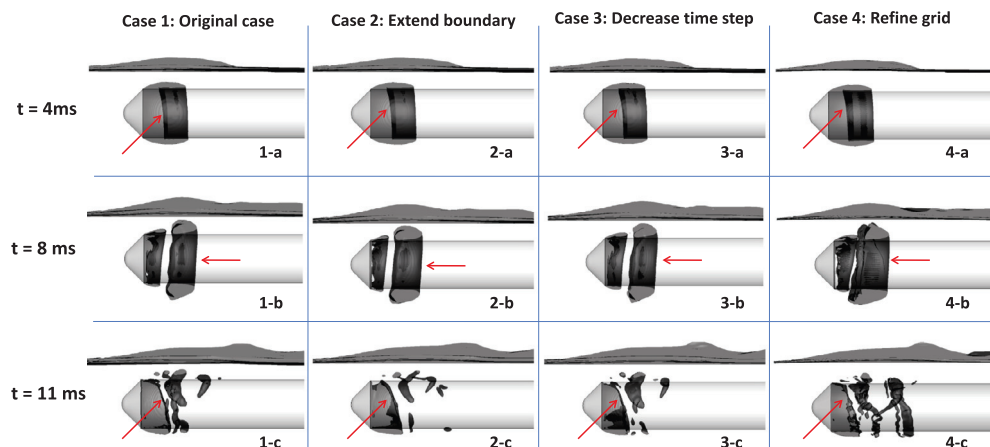 Case 1: Original case
Case 2: Extend boundary
Case 3: Decrease time step
Case 4: Refine grid
t = 4ms
1-a
2-a
3-a
4-a
t = 8 ms
1-b
2-b
3-b
4-b
t = 11 ms
1-c
2-c
3-c
4-c